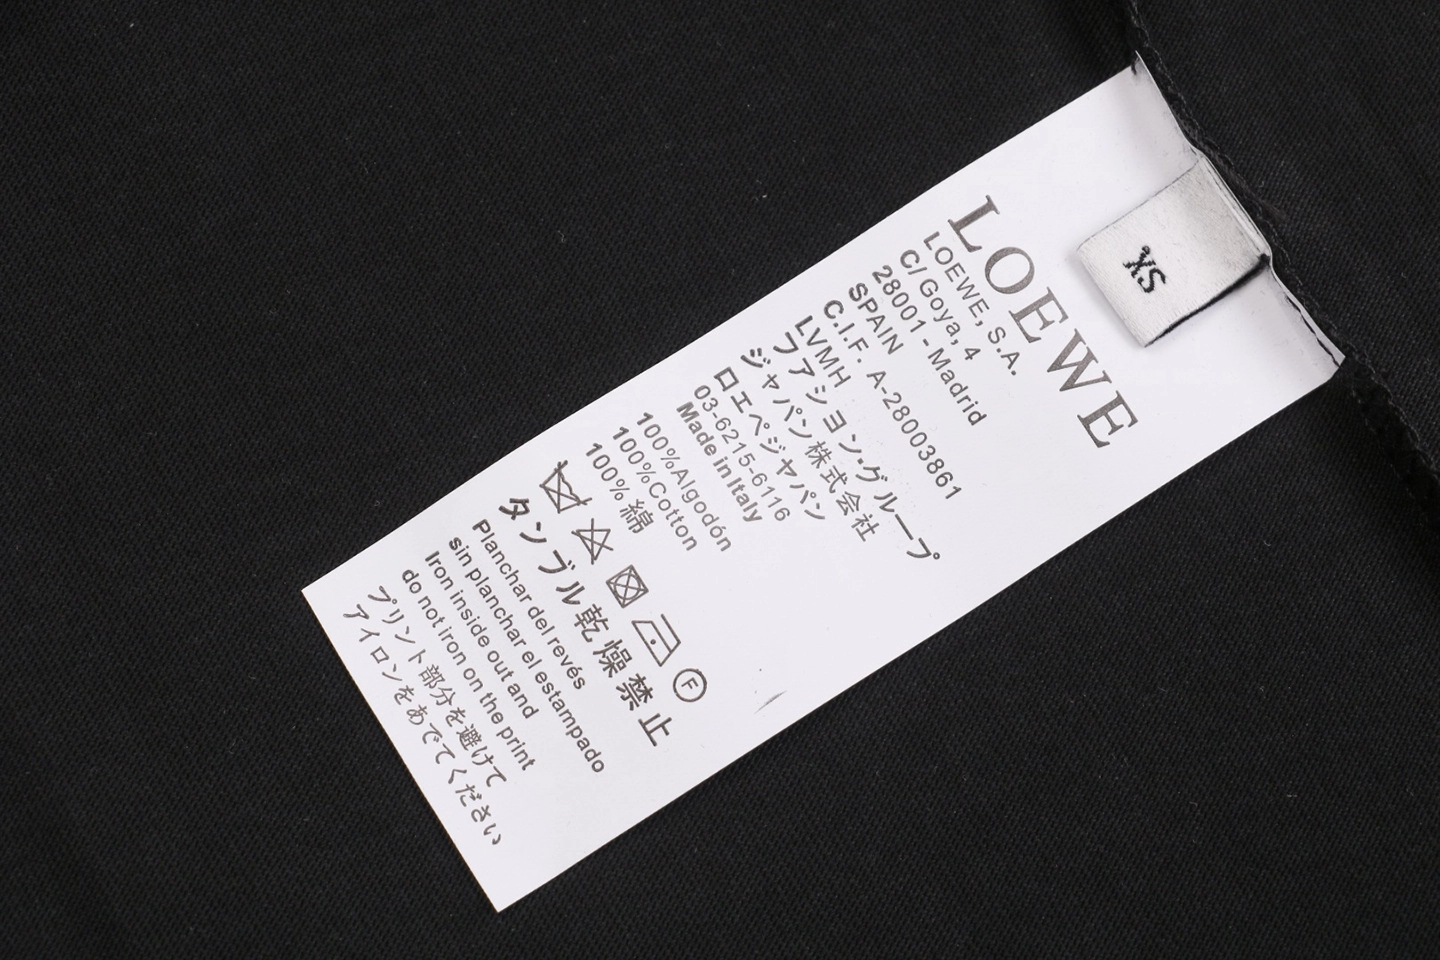 XS
LOEWE
LOEWE, S.A.
C/Goya, 4
28001 - Madrid
SPAIN
C.I.F. A-28003861
LVMH
ファション·グループ
ジャパン株式会社
ロエベジャパン
03-6215-6116
Made in Italy
100%Algodón
100%Cotton
100%綿
F
タンブル乾燥禁止
Planchar del revés
sin planchar el estampado
Iron inside out and
do not iron on the print
プリント部分を避けて
アイロンをあでてください